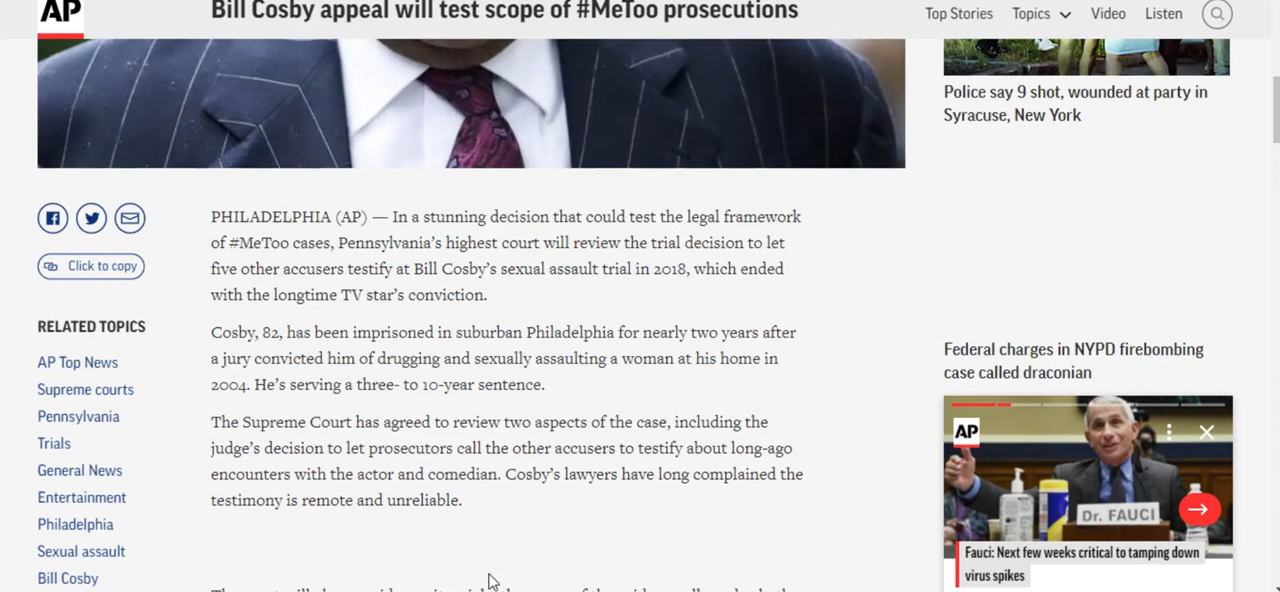 AP
Bill Cosby appeal will test scope of #MeToo prosecutions
Top Stories Topics Video Listen
Police say 9 shot, wounded at party in
Syracuse, New York
Click to copy
RELATED TOPICS
AP Top News
Supreme courts
Pennsylvania
Trials
General News
Entertainment
Philadelphia
Sexual assault
Bill Cosby
PHILADELPHIA (AP) — In a stunning decision that could test the legal framework
of #MeToo cases, Pennsylvania’s highest court will review the trial decision to let
five other accusers testify at Bill Cosby’s sexual assault trial in 2018, which ended
with the longtime TV star’s conviction.
Cosby, 82, has been imprisoned in suburban Philadelphia for nearly two years after
a jury convicted him of drugging and sexually assaulting a woman at his home in
2004. He’s serving a three- to 10-year sentence.
The Supreme Court has agreed to review two aspects of the case, including the
judge’s decision to let prosecutors call the other accusers to testify about long-ago
encounters with the actor and comedian. Cosby’s lawyers have long complained the
testimony is remote and unreliable.
Federal charges in NYPD firebombing
case called draconian
AP
Dr. FAUCI
Fauci: Next few weeks critical to tamping down
virus spikes